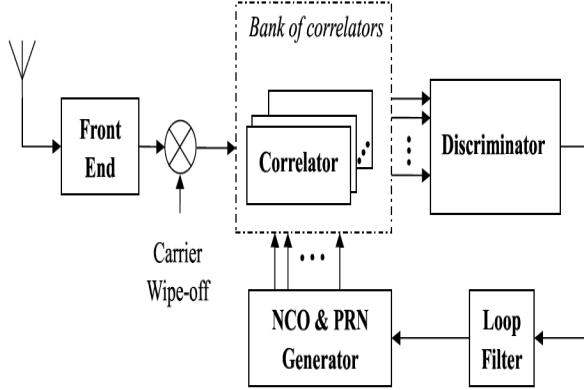 Bank of correlators
Front
End
Correlator
Discriminator
Carrier
Wipe-off
NCO & PRN
Generator
Loop
Filter